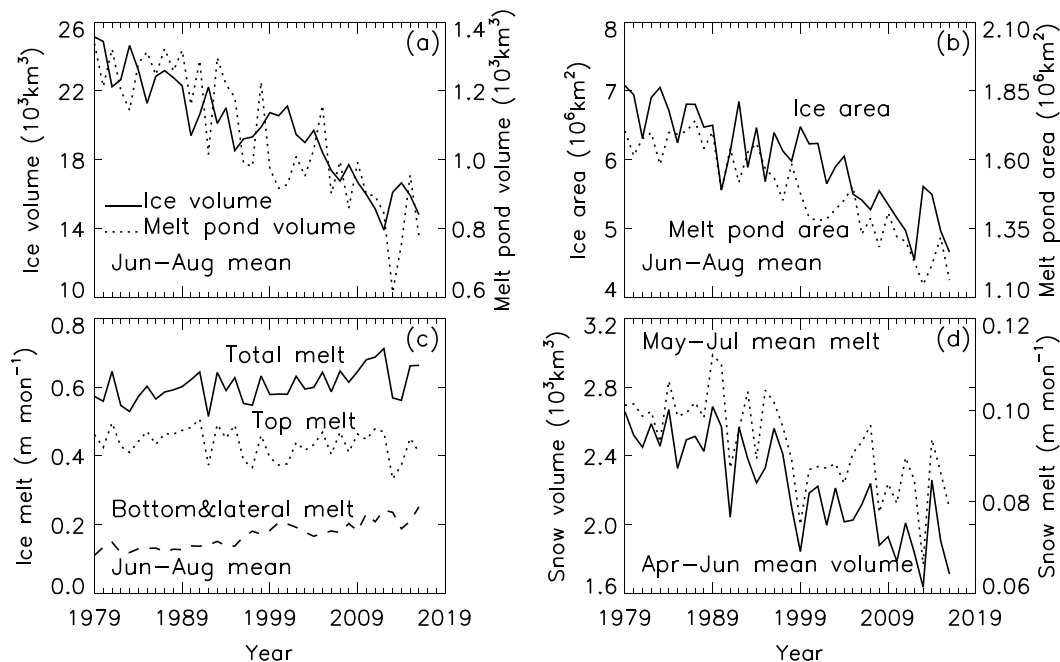 (a)
Ice volume (10³km³)
26
22
18
14
10
Ice volume
Melt pond volume
Jun−Aug mean
1.4
1.2
1.0
0.8
0.6
Melt pond volume (10³km³)
(b)
Ice area (10⁶km²)
8
7
6
5
4
Ice area
Melt pond area
Jun−Aug mean
2.10
1.85
1.60
1.35
1.10
Melt pond area (10⁶km²)
(c)
Ice melt (m mon⁻¹)
0.8
0.6
0.4
0.2
0.0
Total melt
Top melt
Bottom&lateral melt
Jun−Aug mean
1979 1989 1999 2009 2019
Year
(d)
Snow volume (10³km³)
3.2
2.8
2.4
2.0
1.6
May−Jul mean melt
Apr−Jun mean volume
0.12
0.10
0.08
0.06
Snow melt (m mon⁻¹)
1979 1989 1999 2009 2019
Year